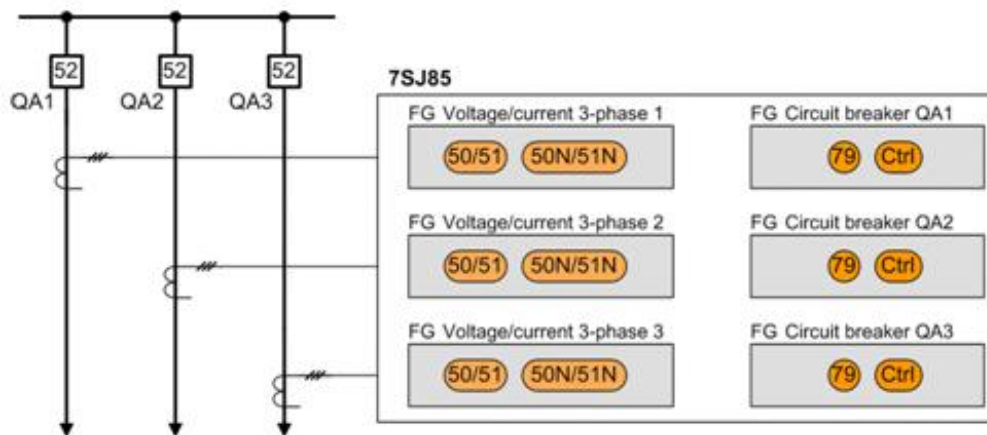 52 52 52
QA1 QA2 QA3
7SJ85
FG Voltage/current 3-phase 1 FG Circuit breaker QA1
50/51 50N/51N 79 Ctrl
FG Voltage/current 3-phase 2 FG Circuit breaker QA2
50/51 50N/51N 79 Ctrl
FG Voltage/current 3-phase 3 FG Circuit breaker QA3
50/51 50N/51N 79 Ctrl